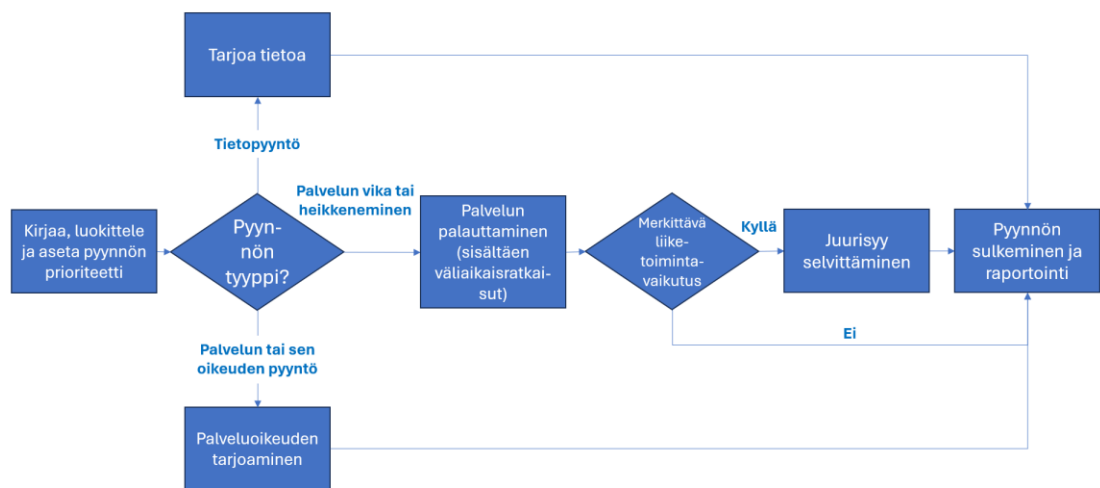 Tarjoa tietoa
Tietopyyntö
Palvelun vika tai
heikkeneminen
Kirjaa, luokittele
ja aseta pyynnön
prioriteetti
Pyyn-
nön
tyyppi?
Palvelun
palauttaminen
(sisältäen
väliaikaisratkai-
sut)
Merkittävä
liike-
toiminta-
vaikutus
Kyllä
Juurisyy
selvittäminen
Pyynnön
sulkeminen ja
raportointi
Ei
Palvelun tai sen
oikeuden pyyntö
Palveluoikeuden
tarjoaminen